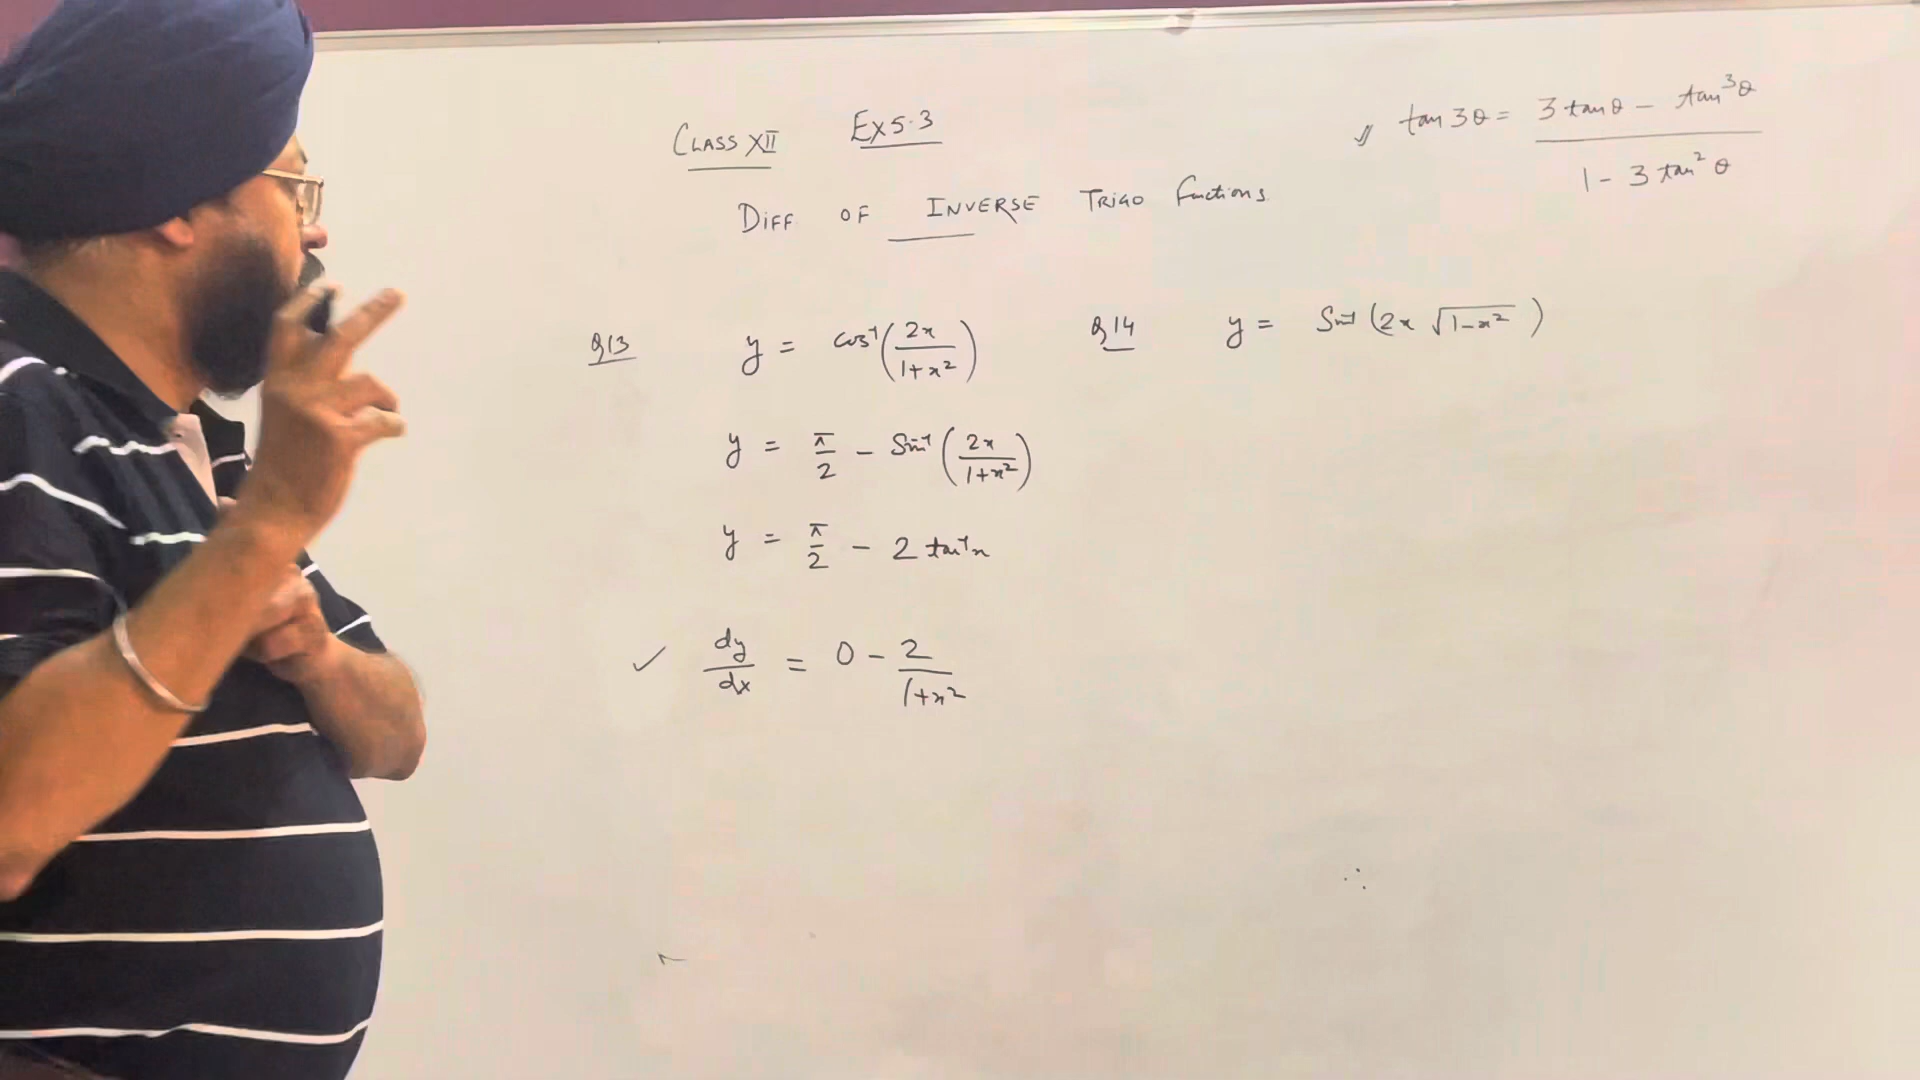 CLASS XII EX 5.3
DIFF OF INVERSE TRIGO Functions.
tan 3θ = (3 tan θ - tan³θ) / (1 - 3 tan² θ)
Q13 y = cos⁻¹(2x / (1+x²))
y = π/2 - Sin⁻¹(2x / (1+x²))
y = π/2 - 2 tan⁻¹x
✓ dy/dx = 0 - 2/(1+x²)
Q14 y = Sin⁻¹(2x √(1-x²))
∴